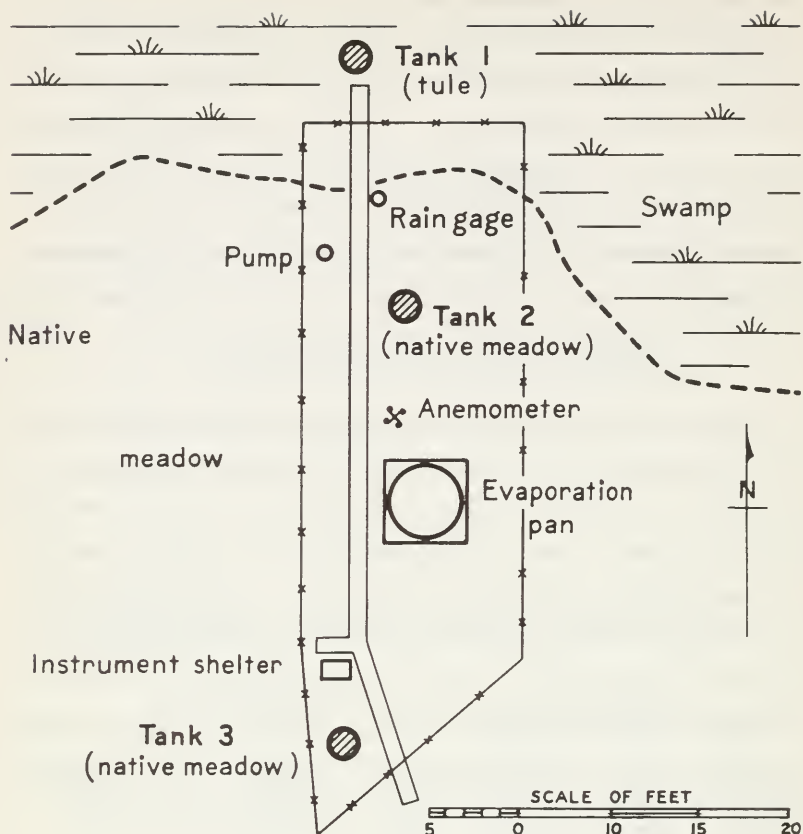 Tank 1
(tule)
Rain gage
Swamp
Pump
Tank 2
(native meadow)
Native
Anemometer
meadow
Evaporation
pan
N
Instrument shelter
Tank 3
(native meadow)
SCALE OF FEET
5 0 10 15 20